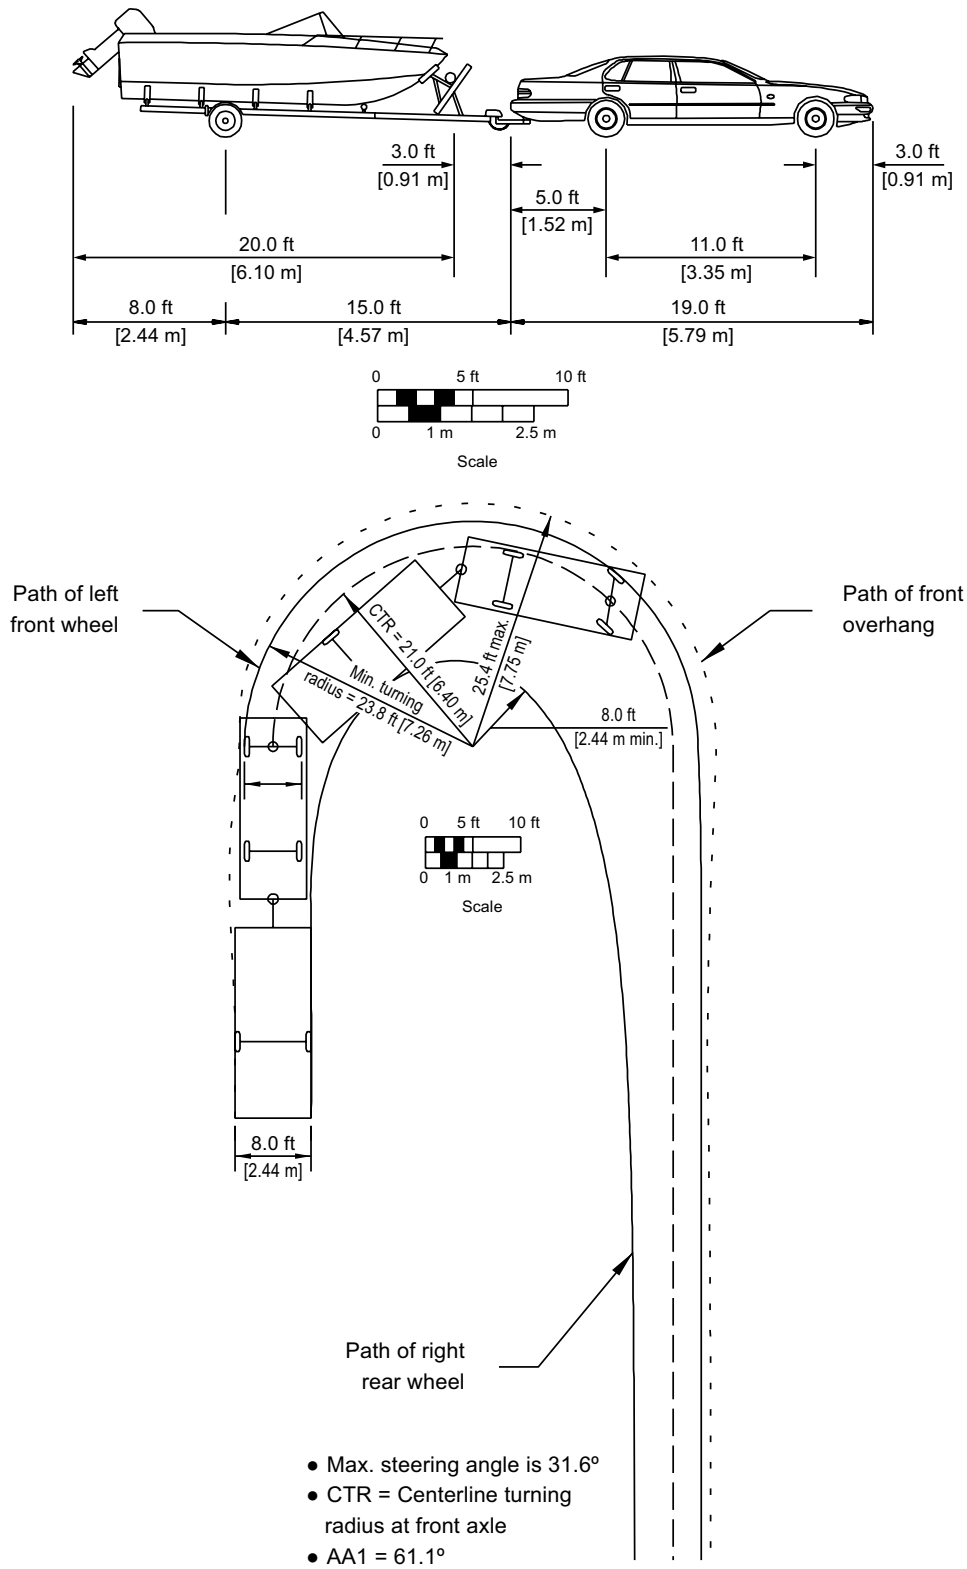 3.0 ft
[0.91 m]
3.0 ft
[0.91 m]
5.0 ft
[1.52 m]
20.0 ft
[6.10 m]
11.0 ft
[3.35 m]
8.0 ft
[2.44 m]
15.0 ft
[4.57 m]
19.0 ft
[5.79 m]
0 5 ft 10 ft
0 1 m 2.5 m
Scale
Path of left
front wheel
Path of front
overhang
CTR = 21.0 ft [6.40 m]
25.4 ft max.
[7.75 m]
Min. turning
radius = 23.8 ft [7.26 m]
8.0 ft
[2.44 m min.]
0 5 ft 10 ft
0 1 m 2.5 m
Scale
8.0 ft
[2.44 m]
Path of right
rear wheel
● Max. steering angle is 31.6º
● CTR = Centerline turning
radius at front axle
● AA1 = 61.1º